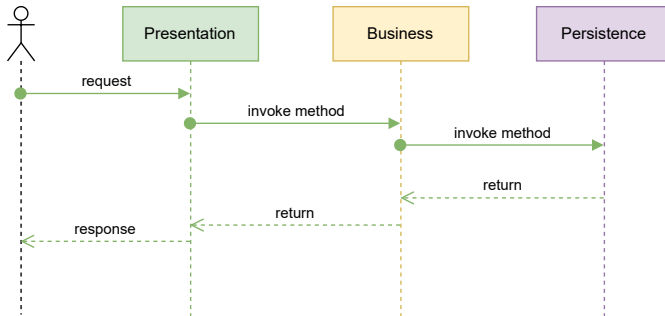 Presentation
Business
Persistence
request
invoke method
invoke method
return
return
response